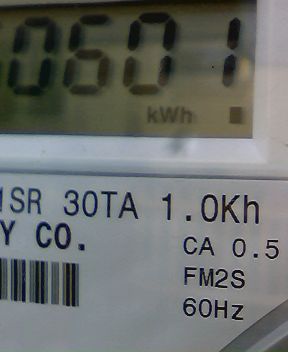 0601
kWh
1SR 30TA 1.0Kh
Y CO.
CA 0.5
FM2S
60Hz